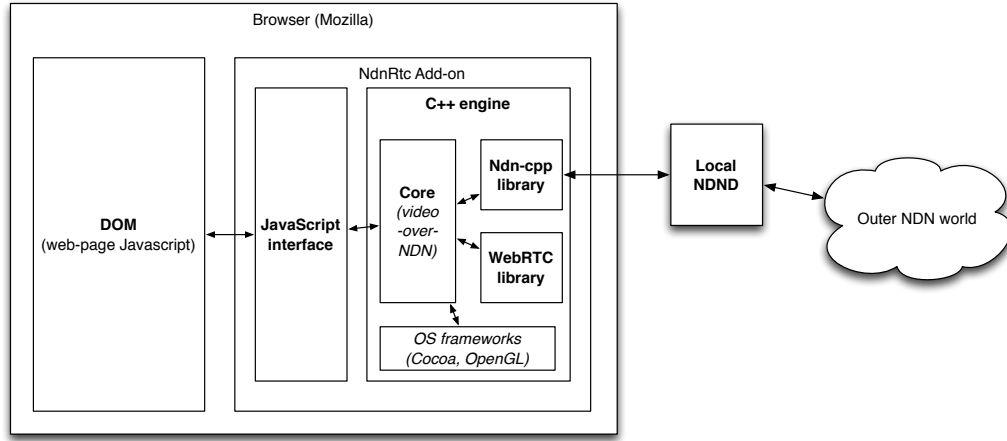 Browser (Mozilla)
NdnRtc Add-on
C++ engine
DOM
(web-page Javascript)
JavaScript
interface
Core
(video
-over-
NDN)
Ndn-cpp
library
WebRTC
library
OS frameworks
(Cocoa, OpenGL)
Local
NDND
Outer NDN world